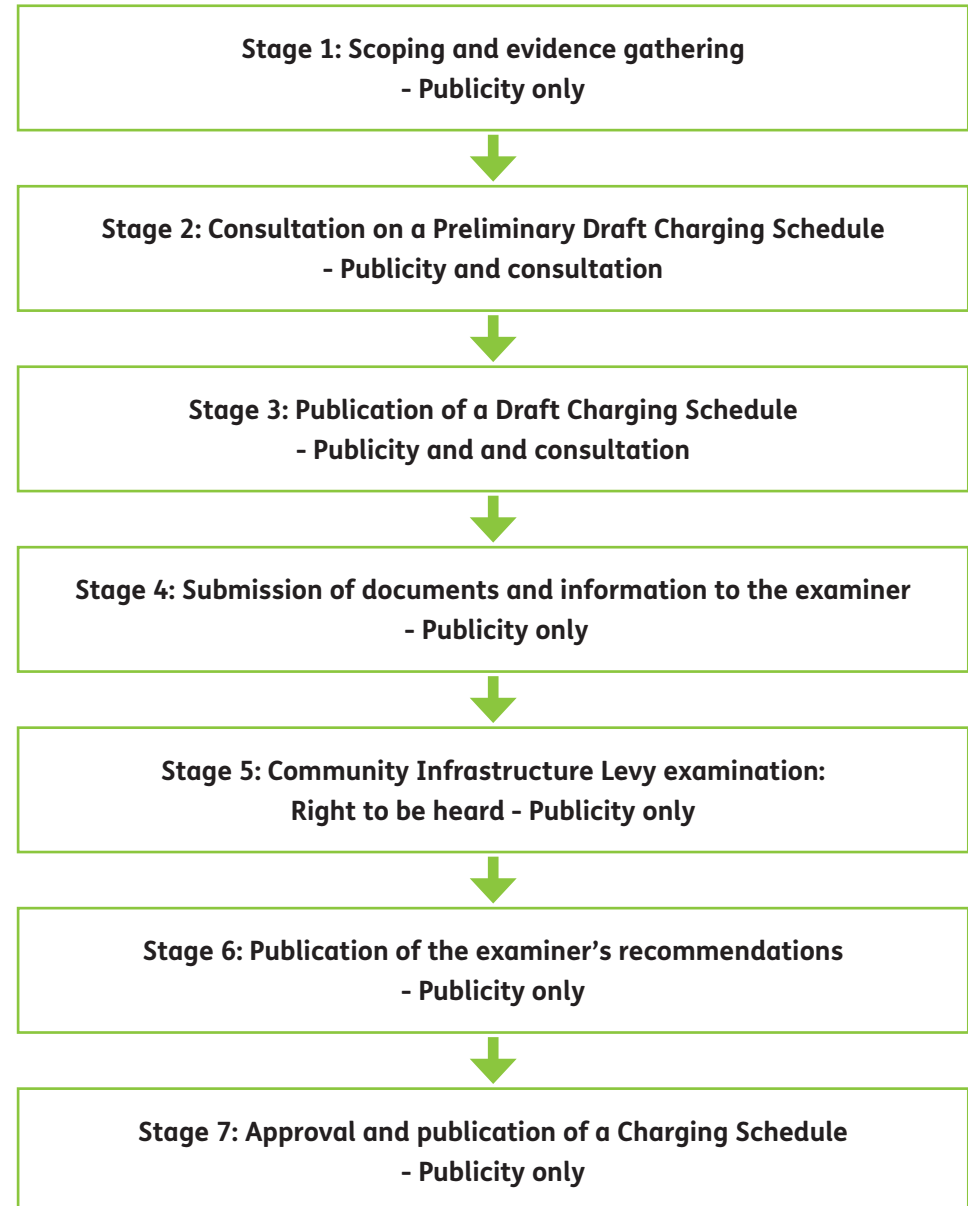 Stage 1: Scoping and evidence gathering
- Publicity only
Stage 2: Consultation on a Preliminary Draft Charging Schedule
- Publicity and consultation
Stage 3: Publication of a Draft Charging Schedule
- Publicity and and consultation
Stage 4: Submission of documents and information to the examiner
- Publicity only
Stage 5: Community Infrastructure Levy examination:
Right to be heard - Publicity only
Stage 6: Publication of the examiner’s recommendations
- Publicity only
Stage 7: Approval and publication of a Charging Schedule
- Publicity only